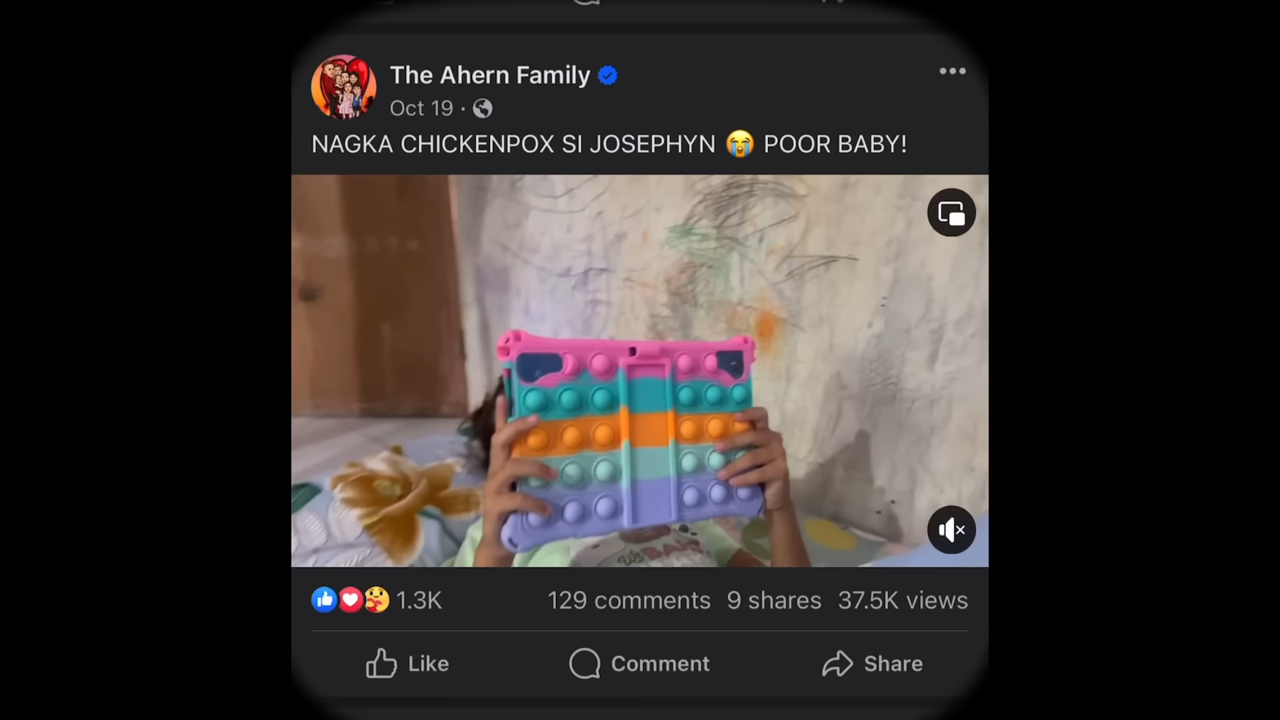 The Ahern Family
Oct 19 ·
NAGKA CHICKENPOX SI JOSEPHYN 😭 POOR BABY!
1.3K 129 comments 9 shares 37.5K views
Like Comment Share